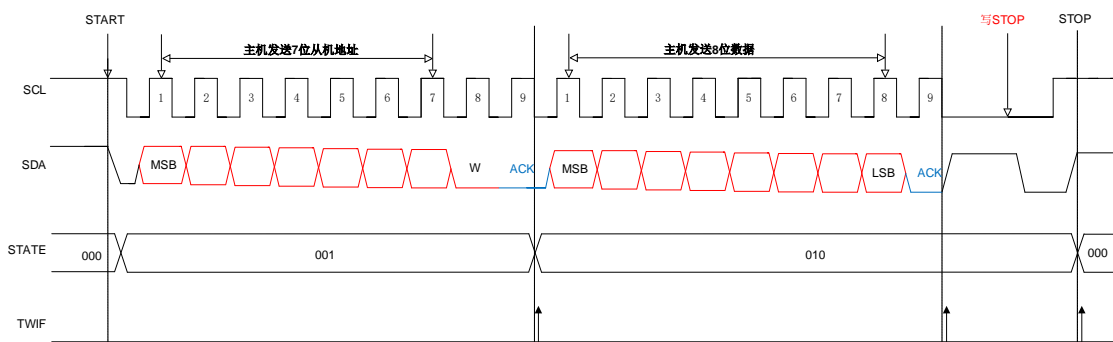 START
写STOP
STOP
主机发送7位从机地址
主机发送8位数据
SCL
1 2 3 4 5 6 7 8 9 1 2 3 4 5 6 7 8 9
SDA
MSB W ACK MSB LSB ACK
STATE
000 001 010 000
TWIF